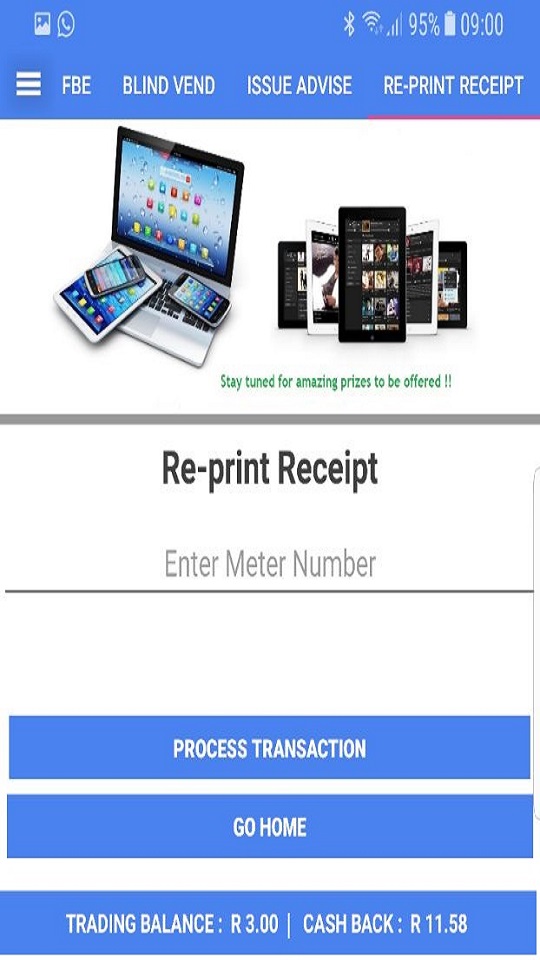 95% 09:00
FBE BLIND VEND ISSUE ADVISE RE-PRINT RECEIPT
Stay tuned for amazing prizes to be offered !!
Re-print Receipt
Enter Meter Number
PROCESS TRANSACTION
GO HOME
TRADING BALANCE : R 3.00 | CASH BACK : R 11.58